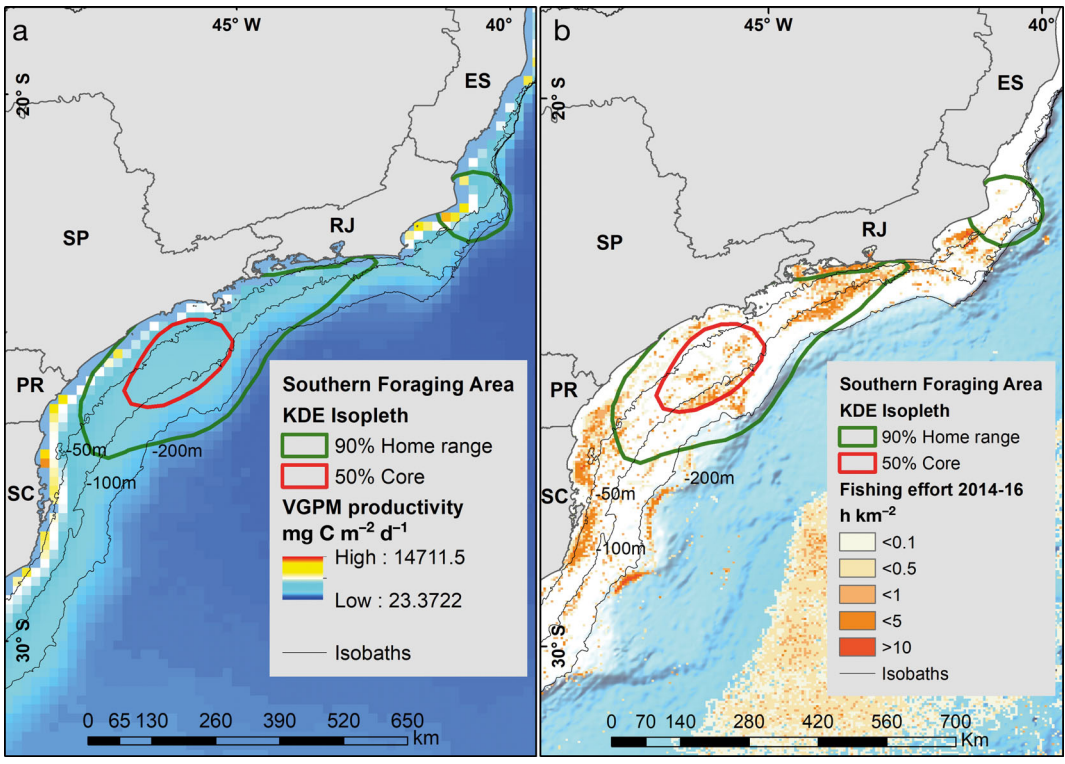 a
45° W
40°
20° S
ES
RJ
SP
PR
SC
-50m
-200m
-100m
30° S
Southern Foraging Area
KDE Isopleth
90% Home range
50% Core
VGPM productivity
mg C m⁻² d⁻¹
High : 14711.5
Low : 23.3722
Isobaths
0 65 130 260 390 520 650
km
b
45° W
40°
20° S
ES
RJ
SP
PR
SC
-50m
-200m
-100m
30° S
Southern Foraging Area
KDE Isopleth
90% Home range
50% Core
Fishing effort 2014-16
h km⁻²
<0.1
<0.5
<1
<5
>10
Isobaths
0 70 140 280 420 560 700
Km